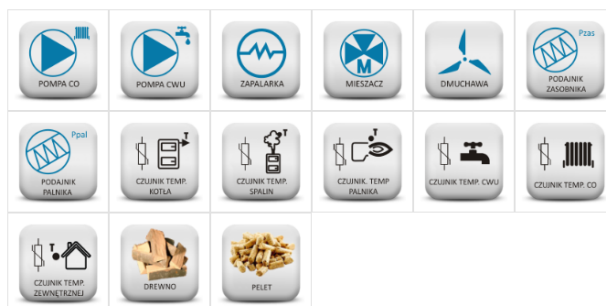 POMPA CO
POMPA CWU
ZAPALARKA
M
MIESZACZ
DMUCHAWA
Pzas
PODAJNIK
ZASOBNIKA
Ppal
PODAJNIK
PALNIKA
T
CZUJNIK TEMP.
KOTŁA
T
CZUJNIK TEMP.
SPALIN
T
CZUJNIK. TEMP
PALNIKA
CZUJNIK TEMP. CWU
CZUJNIK TEMP. CO
T
CZUJNIK TEMP.
ZEWNĘTRZNEJ
DREWNO
PELET